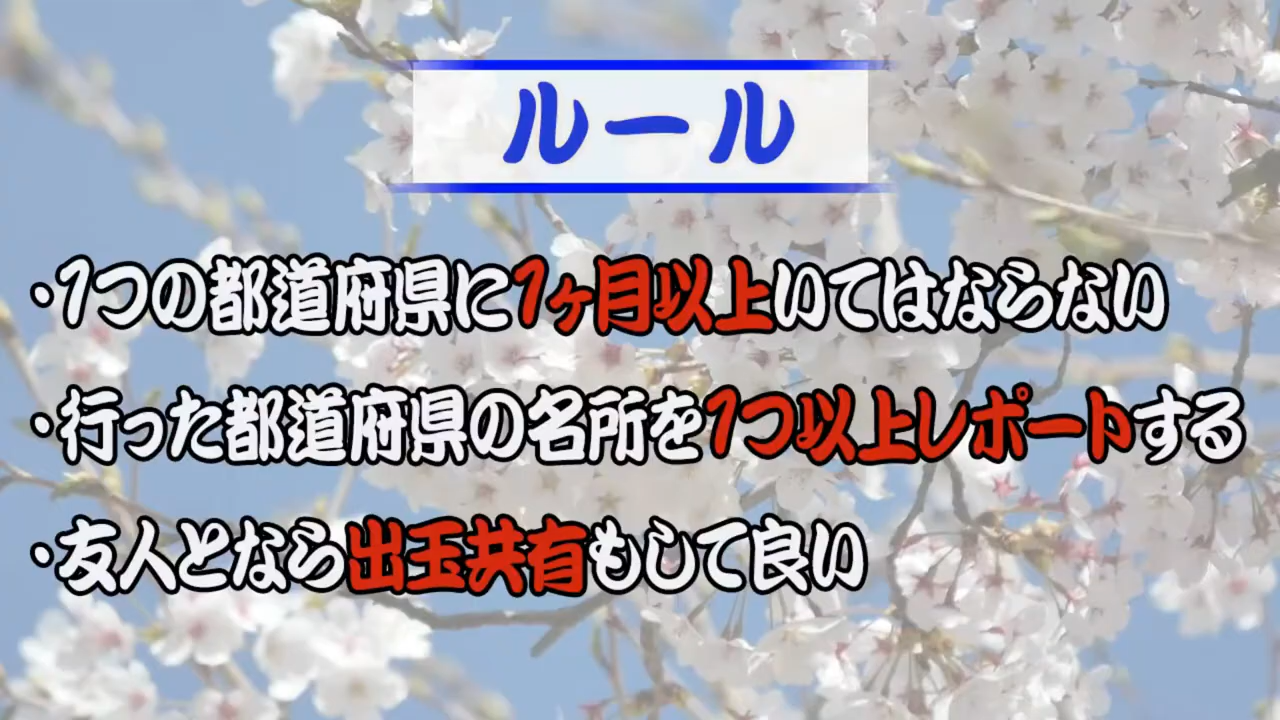 ルール
・1つの都道府県に1ヶ月以上いてはならない
・行った都道府県の名所を1つ以上レポートする
・友人となら出玉共有もして良い